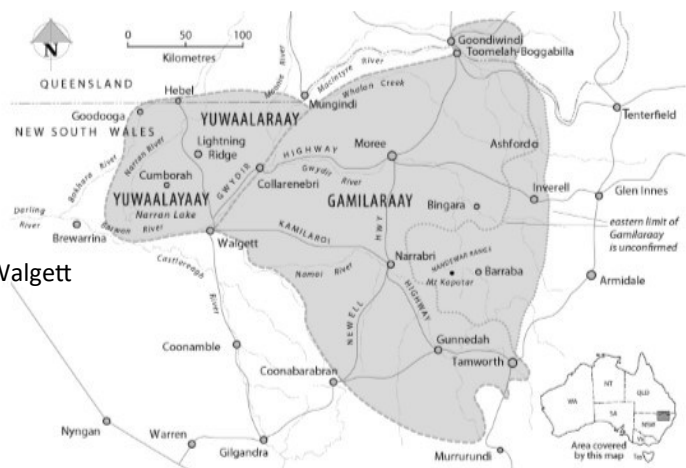 N
0 50 100
Kilometres
QUEENSLAND
NEW SOUTH WALES
Goondiwindi
Toomelah-Boggabilla
Macintyre River
Whalan Creek
Moonie River
Hebel
Mungindi
Goodooga
YUWAALARAAY
Tenterfield
Lightning
Ridge
Narran River
Bokhara River
Moree
Ashford
HIGHWAY
GWYDIR
Gwydir
River
Collarenebri
Cumborah
YUWAALAYAAY
Narran Lake
GAMILARAAY
Inverell
Glen Innes
Bingara
eastern limit of
Gamilaraay
is unconfirmed
Darling
River
Barwon River
Brewarrina
Walgett
KAMILAROI
HWY
Castlereagh
River
Namoi River
Narrabri
NANDEWAR RANGE
Mt Kaputar
Barraba
Armidale
Walgett
NEWELL
HIGHWAY
Gunnedah
Tamworth
Coonamble
Coonabarabran
Nyngan
Warren
Gilgandra
Murrurundi
WA
NT
QLD
SA
NSW
Area covered
by this map